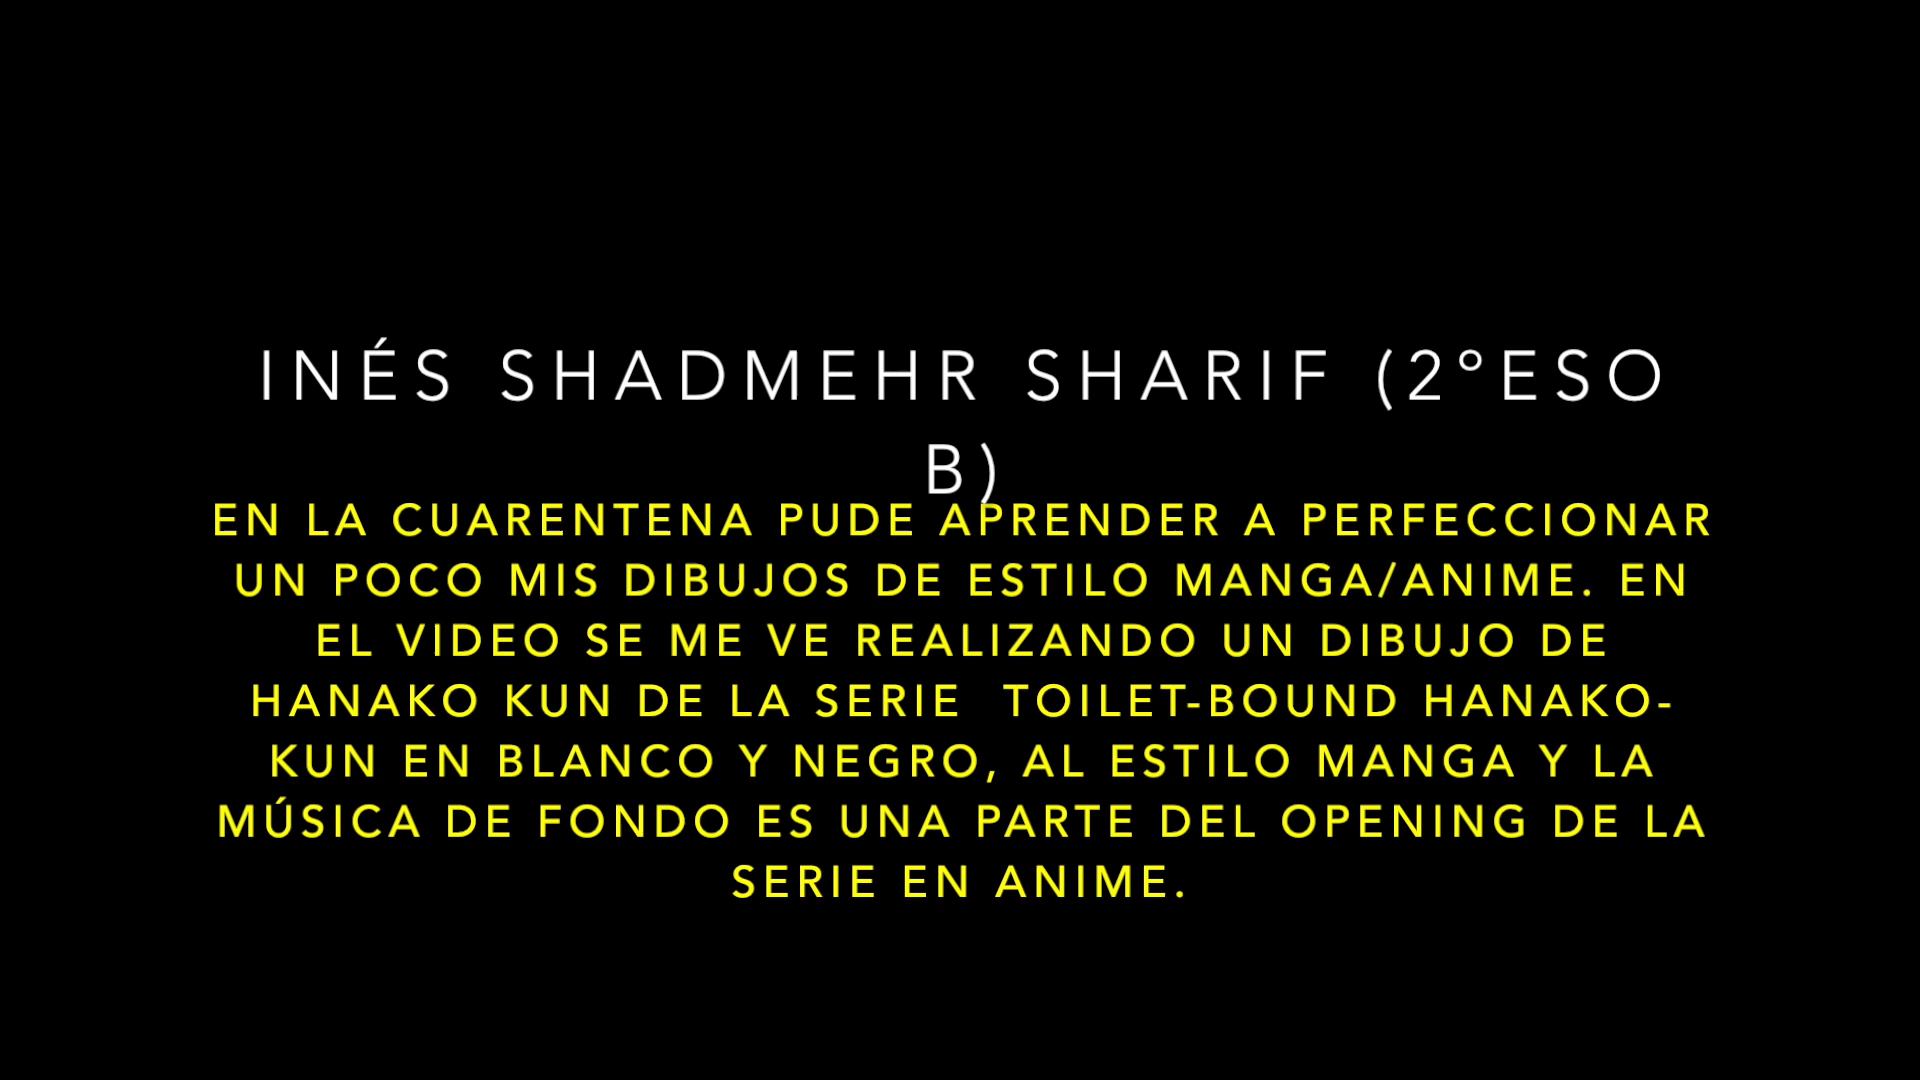 INÉS SHADMEHR SHARIF (2ºESO
B)
EN LA CUARENTENA PUDE APRENDER A PERFECCIONAR
UN POCO MIS DIBUJOS DE ESTILO MANGA/ANIME. EN
EL VIDEO SE ME VE REALIZANDO UN DIBUJO DE
HANAKO KUN DE LA SERIE  TOILET-BOUND HANAKO-
KUN EN BLANCO Y NEGRO, AL ESTILO MANGA Y LA
MÚSICA DE FONDO ES UNA PARTE DEL OPENING DE LA
SERIE EN ANIME.